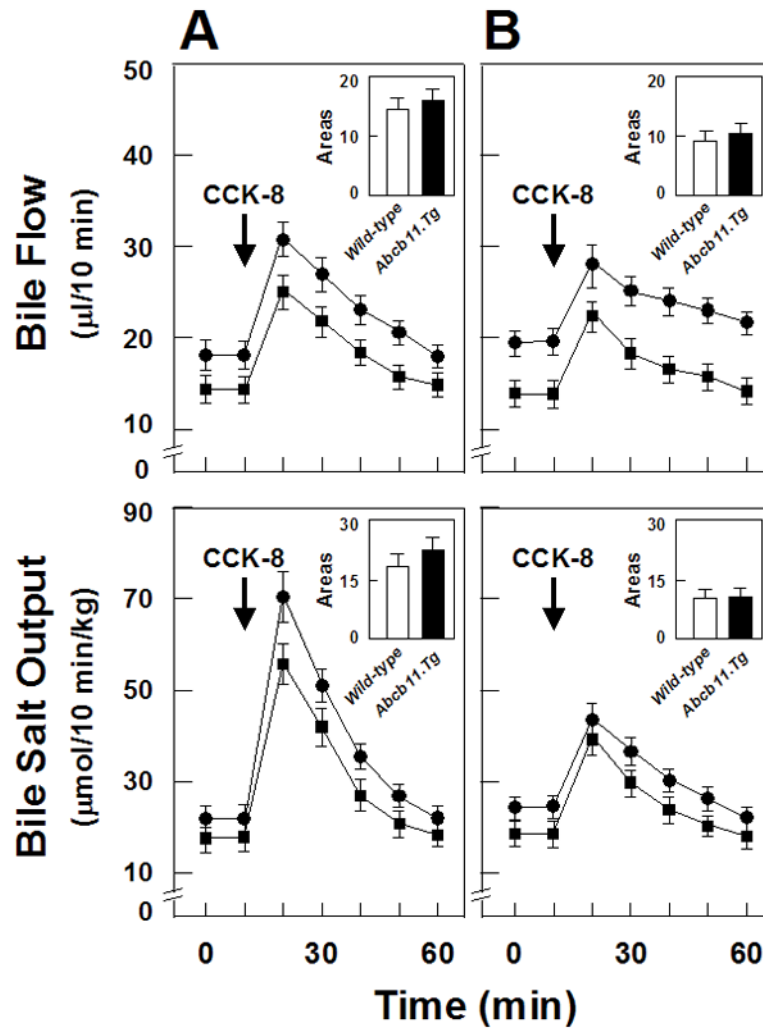 A
B
Bile Flow
(µl/10 min)
50
40
30
20
10
0
CCK-8
Areas
20
10
0
Wild-type
Abcb11.Tg
CCK-8
Areas
20
10
0
Wild-type
Abcb11.Tg
Bile Salt Output
(µmol/10 min/kg)
90
70
50
30
10
0
CCK-8
Areas
30
15
0
Wild-type
Abcb11.Tg
CCK-8
Areas
30
15
0
Wild-type
Abcb11.Tg
0 30 60 0 30 60
Time (min)